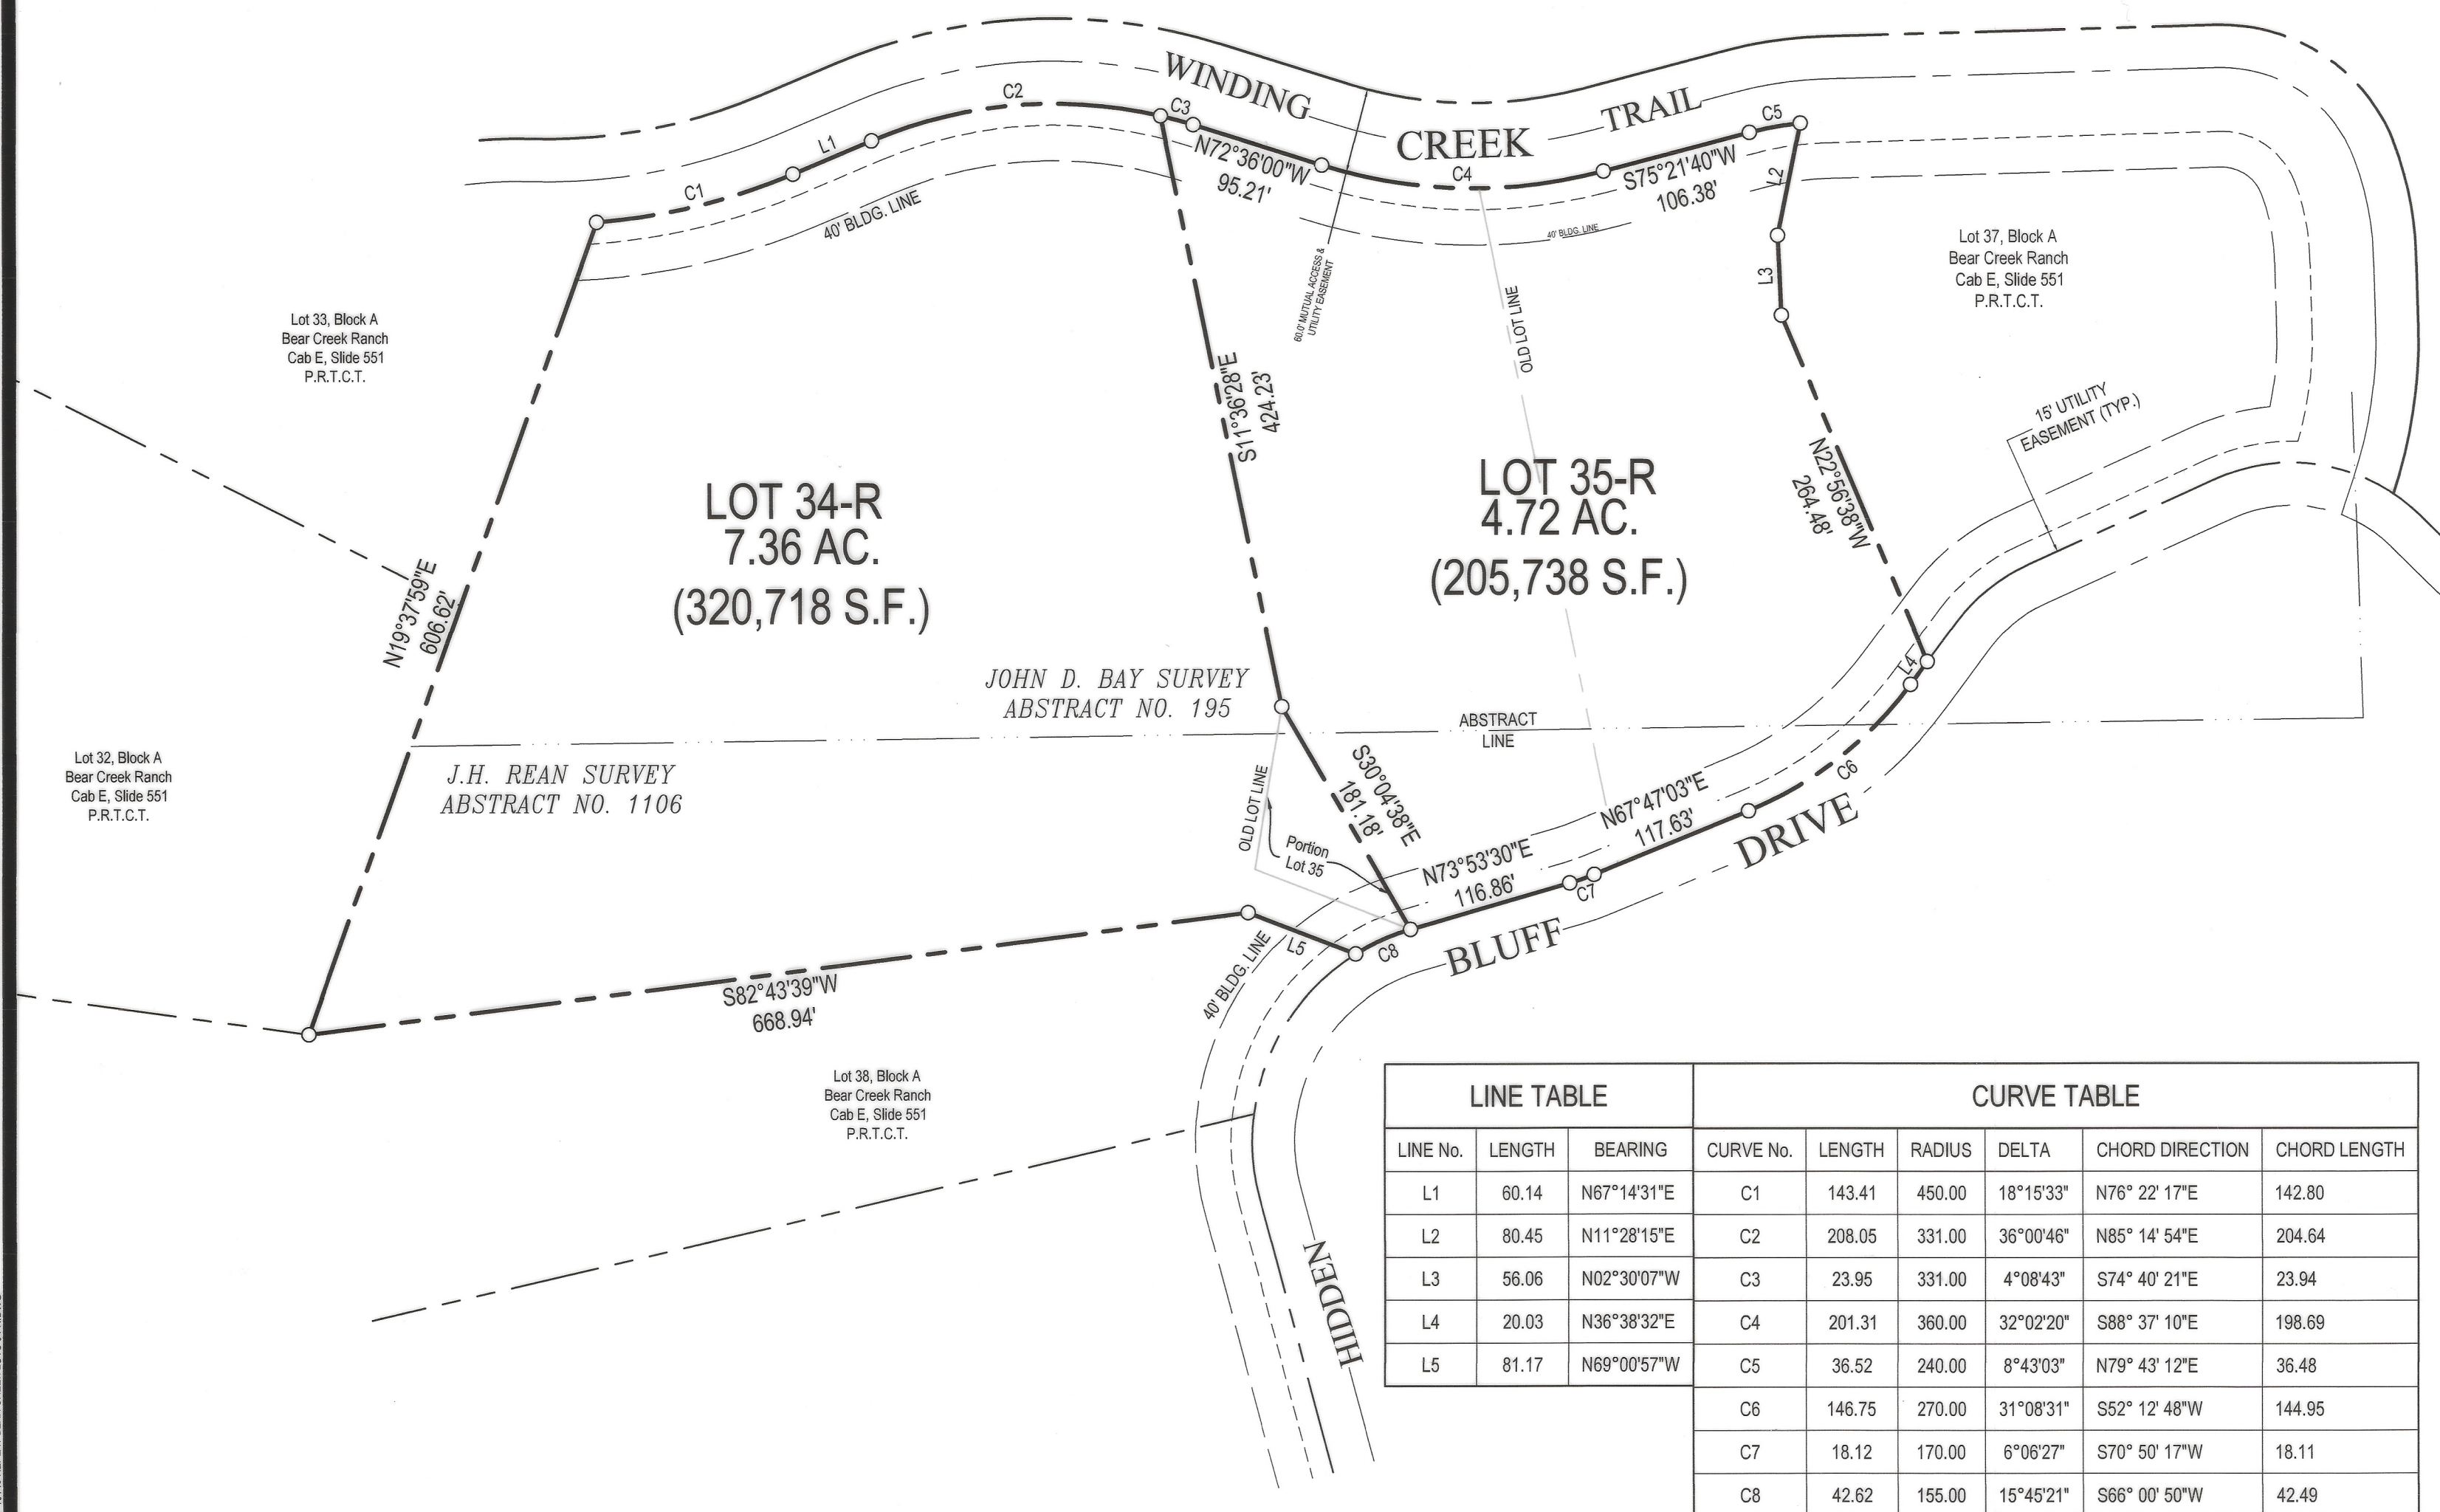 WINDING
CREEK
TRAIL
C1
L1
C2
C3
N72°36'00"W
95.21'
C4
S75°21'40"W
106.38'
C5
L2
L3
40' BLDG. LINE
40' BLDG. LINE
60.0' MUTUAL ACCESS &
UTILITY EASEMENT
OLD LOT LINE
Lot 33, Block A
Bear Creek Ranch
Cab E, Slide 551
P.R.T.C.T.
Lot 37, Block A
Bear Creek Ranch
Cab E, Slide 551
P.R.T.C.T.
15' UTILITY
EASEMENT (TYP.)
S11°36'28"E
424.23'
N22°56'38"W
264.48'
LOT 34-R
7.36 AC.
(320,718 S.F.)
LOT 35-R
4.72 AC.
(205,738 S.F.)
N19°37'59"E
606.62'
JOHN D. BAY SURVEY
ABSTRACT NO. 195
ABSTRACT
LINE
L4
C6
J.H. REAN SURVEY
ABSTRACT NO. 1106
Lot 32, Block A
Bear Creek Ranch
Cab E, Slide 551
P.R.T.C.T.
OLD LOT LINE
S30°04'38"E
181.18'
Portion
Lot 35
N73°53'30"E
116.86'
N67°47'03"E
117.63'
C7
DRIVE
BLUFF
HIDDEN
L5
C8
40' BLDG. LINE
S82°43'39"W
668.94'
Lot 38, Block A
Bear Creek Ranch
Cab E, Slide 551
P.R.T.C.T.
LINE TABLE
LINE No. LENGTH BEARING
L1 60.14 N67°14'31"E
L2 80.45 N11°28'15"E
L3 56.06 N02°30'07"W
L4 20.03 N36°38'32"E
L5 81.17 N69°00'57"W
CURVE TABLE
CURVE No. LENGTH RADIUS DELTA CHORD DIRECTION CHORD LENGTH
C1 143.41 450.00 18°15'33" N76° 22' 17"E 142.80
C2 208.05 331.00 36°00'46" N85° 14' 54"E 204.64
C3 23.95 331.00 4°08'43" S74° 40' 21"E 23.94
C4 201.31 360.00 32°02'20" S88° 37' 10"E 198.69
C5 36.52 240.00 8°43'03" N79° 43' 12"E 36.48
C6 146.75 270.00 31°08'31" S52° 12' 48"W 144.95
C7 18.12 170.00 6°06'27" S70° 50' 17"W 18.11
C8 42.62 155.00 15°45'21" S66° 00' 50"W 42.49